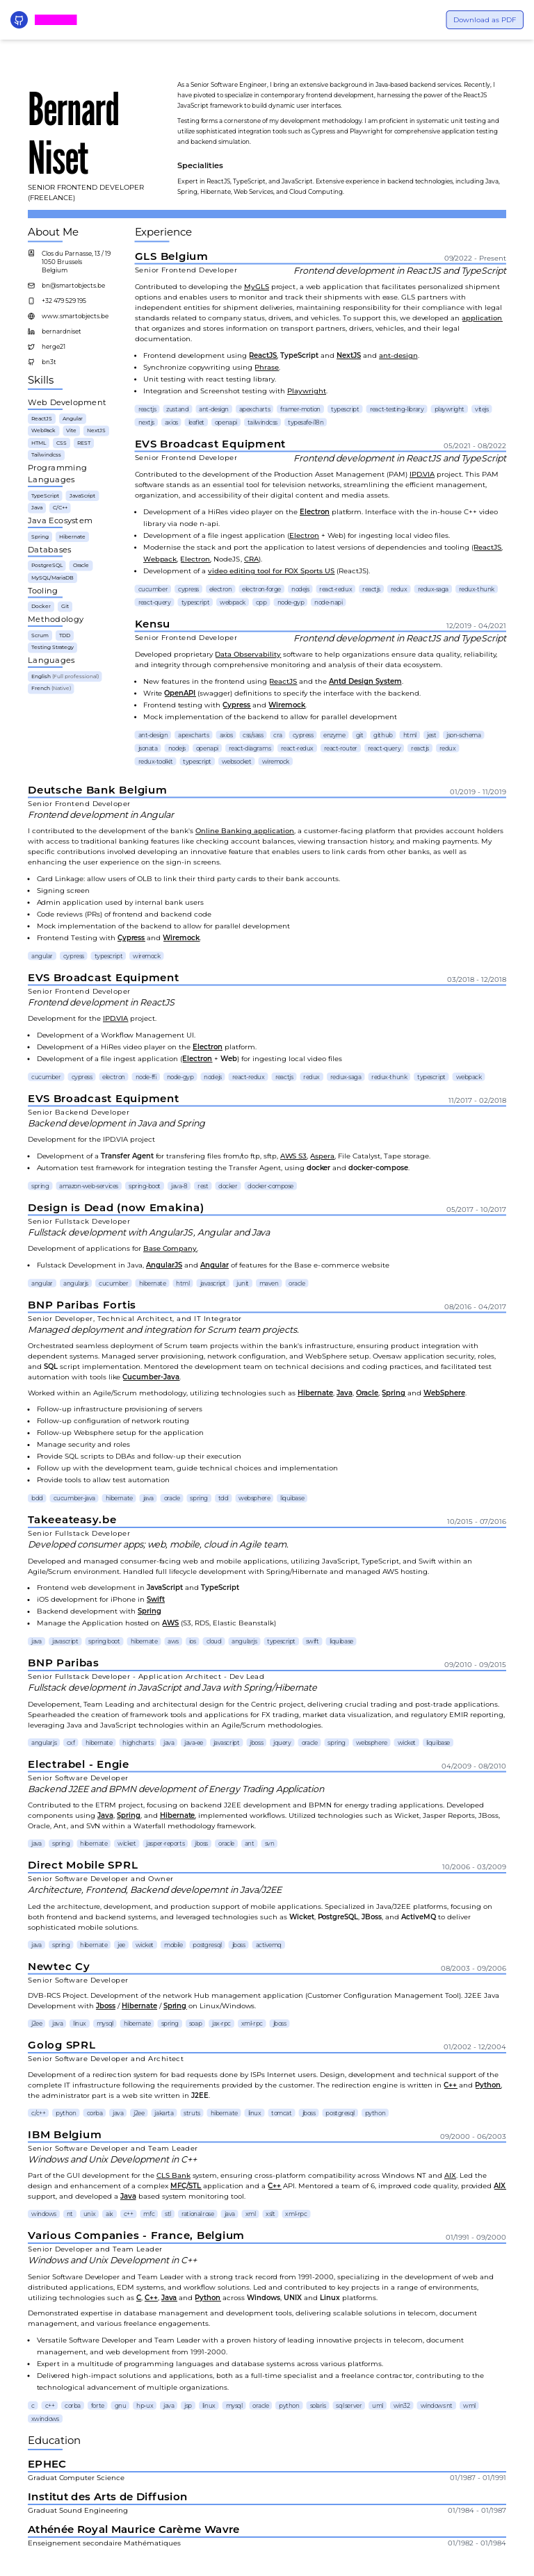 Download as PDF
Bernard
Niset
SENIOR FRONTEND DEVELOPER
(FREELANCE)
As a Senior Software Engineer, I bring an extensive background in Java-based backend services. Recently, I
have pivoted to specialize in contemporary frontend development, harnessing the power of the ReactJS
JavaScript framework to build dynamic user interfaces.
Testing forms a cornerstone of my development methodology. I am proficient in systematic unit testing and
utilize sophisticated integration tools such as Cypress and Playwright for comprehensive application testing
and backend simulation.
Specialities
Expert in ReactJS, TypeScript, and JavaScript. Extensive experience in backend technologies, including Java,
Spring, Hibernate, Web Services, and Cloud Computing.
About Me
Clos du Parnasse, 13 / 19
1050 Brussels
Belgium
bn@smartobjects.be
+32 479 529 195
www.smartobjects.be
bernardniset
herge21
bn3t
Skills
Web Development
ReactJS Angular
WebPack Vite NextJS
HTML CSS REST
Tailwindcss
Programming
Languages
TypeScript JavaScript
Java C/C++
Java Ecosystem
Spring Hibernate
Databases
PostgreSQL Oracle
MySQL/MariaDB
Tooling
Docker Git
Methodology
Scrum TDD
Testing Strategy
Languages
English (Full professional)
French (Native)
Experience
GLS Belgium 09/2022 - Present
Senior Frontend Developer Frontend development in ReactJS and TypeScript
Contributed to developing the MyGLS project, a web application that facilitates personalized shipment
options and enables users to monitor and track their shipments with ease. GLS partners with
independent entities for shipment deliveries, maintaining responsibility for their compliance with legal
standards related to transport information, status, drivers, and vehicles. To support this, we developed an application
that organizes and stores information on transport partners, drivers, vehicles, and their legal
documentation.
• Frontend development using ReactJS, TypeScript and NextJS and ant-design.
• Synchronize copywriting using Phrase.
• Unit testing with react testing library.
• Integration and Screenshot testing with Playwright.
reactjs zustand ant-design apexcharts framer-motion typescript react-testing-library playwright vitejs
nextjs axios leaflet openapi tailwindcss typesafe-i18n
EVS Broadcast Equipment 05/2021 - 08/2022
Senior Frontend Developer Frontend development in ReactJS and TypeScript
Contributed to the development of the Production Asset Management (PAM) IPD.VIA project. This PAM
software stands as an essential tool for television networks, streamlining the efficient management,
organization, and accessibility of their digital content and media assets.
• Development of a HiRes video player on the Electron platform. Interface with the in-house C++ video
library via node n-api.
• Development of a file ingest application (Electron + Web) for ingesting local video files.
• Modernise the stack and port the application to latest versions of dependencies and tooling (ReactJS,
Webpack, Electron, NodeJS, CRA).
• Development of a video editing tool for FOX Sports US (ReactJS).
cucumber cypress electron electron-forge nodejs react-redux reactjs redux redux-saga redux-thunk
react-query typescript webpack cpp node-gyp node-napi
Kensu 12/2019 - 04/2021
Senior Frontend Developer Frontend development in ReactJS and TypeScript
Developed proprietary Data Observability software to help organizations ensure data quality, reliability,
and integrity through comprehensive monitoring and analysis of their data ecosystem.
• New features in the frontend using ReactJS and the Antd Design System.
• Write OpenAPI (swagger) definitions to specify the interface with the backend.
• Frontend testing with Cypress and Wiremock.
• Mock implementation of the backend to allow for parallel development
ant-design apexcharts axios css/sass cra cypress enzyme git github html jest json-schema
jsonata nodejs openapi react-diagrams react-redux react-router react-query reactjs redux
redux-toolkit typescript websocket wiremock
Deutsche Bank Belgium 01/2019 - 11/2019
Senior Frontend Developer
Frontend development in Angular
I contributed to the development of the bank's Online Banking application, a customer-facing platform that provides account holders
with access to traditional banking features like checking account balances, viewing transaction history, and making payments. My
specific contributions involved developing an innovative feature that enables users to link cards from other banks, as well as
enhancing the user experience on the sign-in screens.
• Card Linkage: allow users of OLB to link their third party cards to their bank accounts.
• Signing screen
• Admin application used by internal bank users
• Code reviews (PRs) of frontend and backend code
• Mock implementation of the backend to allow for parallel development
• Frontend Testing with Cypress and Wiremock.
angular cypress typescript wiremock
EVS Broadcast Equipment 03/2018 - 12/2018
Senior Frontend Developer
Frontend development in ReactJS
Development for the IPD.VIA project.
• Development of a Workflow Management UI.
• Development of a HiRes video player on the Electron platform.
• Development of a file ingest application (Electron + Web) for ingesting local video files
cucumber cypress electron node-ffi node-gyp nodejs react-redux reactjs redux redux-saga redux-thunk typescript webpack
EVS Broadcast Equipment 11/2017 - 02/2018
Senior Backend Developer
Backend development in Java and Spring
Development for the IPD.VIA project
• Development of a Transfer Agent for transfering files from/to ftp, sftp, AWS S3, Aspera, File Catalyst, Tape storage.
• Automation test framework for integration testing the Transfer Agent, using docker and docker-compose.
spring amazon-web-services spring-boot java-8 rest docker docker-compose
Design is Dead (now Emakina) 05/2017 - 10/2017
Senior Fullstack Developer
Fullstack development with AngularJS, Angular and Java
Development of applications for Base Company.
• Fulstack Development in Java, AngularJS and Angular of features for the Base e-commerce website
angular angularjs cucumber hibernate html javascript junit maven oracle
BNP Paribas Fortis 08/2016 - 04/2017
Senior Developer, Technical Architect, and IT Integrator
Managed deployment and integration for Scrum team projects.
Orchestrated seamless deployment of Scrum team projects within the bank's infrastructure, ensuring product integration with
dependent systems. Managed server provisioning, network configuration, and WebSphere setup. Oversaw application security, roles,
and SQL script implementation. Mentored the development team on technical decisions and coding practices, and facilitated test
automation with tools like Cucumber-Java.
Worked within an Agile/Scrum methodology, utilizing technologies such as Hibernate, Java, Oracle, Spring and WebSphere.
• Follow-up infrastructure provisioning of servers
• Follow-up configuration of network routing
• Follow-up Websphere setup for the application
• Manage security and roles
• Provide SQL scripts to DBAs and follow-up their execution
• Follow up with the development team, guide technical choices and implementation
• Provide tools to allow test automation
bdd cucumber-java hibernate java oracle spring tdd websphere liquibase
Takeeateasy.be 10/2015 - 07/2016
Senior Fullstack Developer
Developed consumer apps; web, mobile, cloud in Agile team.
Developed and managed consumer-facing web and mobile applications, utilizing JavaScript, TypeScript, and Swift within an
Agile/Scrum environment. Handled full lifecycle development with Spring/Hibernate and managed AWS hosting.
• Frontend web development in JavaScript and TypeScript
• iOS development for iPhone in Swift
• Backend development with Spring
• Manage the Application hosted on AWS (S3, RDS, Elastic Beanstalk)
java javascript spring boot hibernate aws ios cloud angularjs typescript swift liquibase
BNP Paribas 09/2010 - 09/2015
Senior Fullstack Developer - Application Architect - Dev Lead
Fullstack development in JavaScript and Java with Spring/Hibernate
Developement, Team Leading and architectural design for the Centric project, delivering crucial trading and post-trade applications.
Spearheaded the creation of framework tools and applications for FX trading, market data visualization, and regulatory EMIR reporting,
leveraging Java and JavaScript technologies within an Agile/Scrum methodologies.
angularjs cxf hibernate highcharts java java-ee javascript jboss jquery oracle spring websphere wicket liquibase
Electrabel - Engie 04/2009 - 08/2010
Senior Software Developer
Backend J2EE and BPMN development of Energy Trading Application
Contributed to the ETRM project, focusing on backend J2EE development and BPMN for energy trading applications. Developed
components using Java, Spring, and Hibernate, implemented workflows. Utilized technologies such as Wicket, Jasper Reports, JBoss,
Oracle, Ant, and SVN within a Waterfall methodology framework.
java spring hibernate wicket jasper-reports jboss oracle ant svn
Direct Mobile SPRL 10/2006 - 03/2009
Senior Software Developer and Owner
Architecture, Frontend, Backend developemnt in Java/J2EE
Led the architecture, development, and production support of mobile applications. Specialized in Java/J2EE platforms, focusing on
both frontend and backend systems, and leveraged technologies such as Wicket, PostgreSQL, JBoss, and ActiveMQ to deliver
sophisticated mobile solutions.
java spring hibernate jee wicket mobile postgresql jboss activemq
Newtec Cy 08/2003 - 09/2006
Senior Software Developer
DVB-RCS Project. Development of the network Hub management application (Customer Configuration Management Tool). J2EE Java
Development with Jboss / Hibernate / Spring on Linux/Windows.
j2ee java linux mysql hibernate spring soap jax-rpc xml-rpc jboss
Golog SPRL 01/2002 - 12/2004
Senior Software Developer and Architect
Development of a redirection system for bad requests done by ISPs Internet users. Design, development and technical support of the
complete IT infrastructure following the requirements provided by the customer. The redirection engine is written in C++ and Python,
the administrator part is a web site written in J2EE.
c/c++ python corba java j2ee jakarta struts hibernate linux tomcat jboss postgresql python
IBM Belgium 09/2000 - 06/2003
Senior Software Developer and Team Leader
Windows and Unix Development in C++
Part of the GUI development for the CLS Bank system, ensuring cross-platform compatibility across Windows NT and AIX. Led the
design and enhancement of a complex MFC/STL application and a C++ API. Mentored a team of 6, improved code quality, provided AIX
support, and developed a Java based system monitoring tool.
windows nt unix aix c++ mfc stl rational rose java xml xslt xml-rpc
Various Companies - France, Belgium 01/1991 - 09/2000
Senior Developer and Team Leader
Windows and Unix Development in C++
Senior Software Developer and Team Leader with a strong track record from 1991-2000, specializing in the development of web and
distributed applications, EDM systems, and workflow solutions. Led and contributed to key projects in a range of environments,
utilizing technologies such as C, C++, Java and Python across Windows, UNIX and Linux platforms.
Demonstrated expertise in database management and development tools, delivering scalable solutions in telecom, document
management, and various freelance engagements.
• Versatile Software Developer and Team Leader with a proven history of leading innovative projects in telecom, document
management, and web development from 1991-2000.
• Expert in a multitude of programming languages and database systems across various platforms.
• Delivered high-impact solutions and applications, both as a full-time specialist and a freelance contractor, contributing to the
technological advancement of multiple organizations.
c c++ corba forte gnu hp-ux java jsp linux mysql oracle python solaris sqlserver uml win32 windows nt wml
xwindows
Education
EPHEC
Graduat Computer Science 01/1987 - 01/1991
Institut des Arts de Diffusion
Graduat Sound Engineering 01/1984 - 01/1987
Athénée Royal Maurice Carème Wavre
Enseignement secondaire Mathématiques 01/1982 - 01/1984